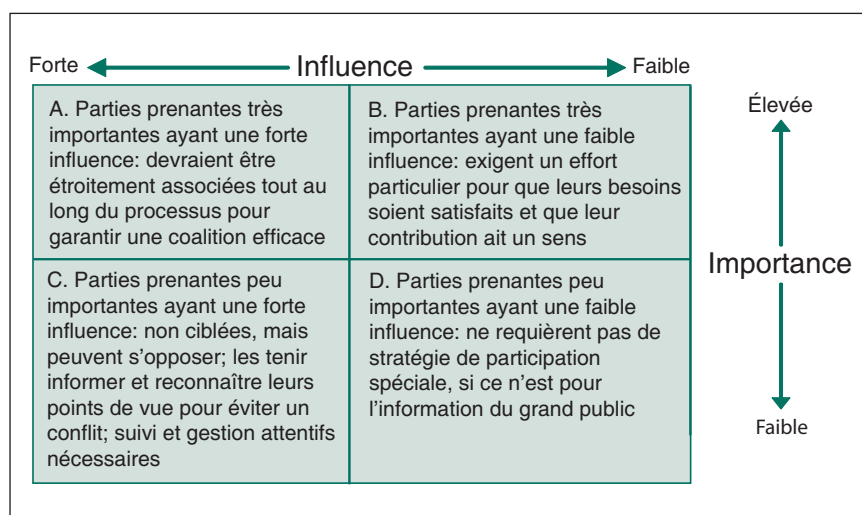 Forte
Influence
Faible
A. Parties prenantes très
importantes ayant une forte
influence: devraient être
étroitement associées tout au
long du processus pour
garantir une coalition efficace
B. Parties prenantes très
importantes ayant une faible
influence: exigent un effort
particulier pour que leurs besoins
soient satisfaits et que leur
contribution ait un sens
C. Parties prenantes peu
importantes ayant une forte
influence: non ciblées, mais
peuvent s'opposer; les tenir
informer et reconnaître leurs
points de vue pour éviter un
conflit; suivi et gestion attentifs
nécessaires
D. Parties prenantes peu
importantes ayant une faible
influence: ne requièrent pas de
stratégie de participation
spéciale, si ce n'est pour
l'information du grand public
Élevée
Importance
Faible